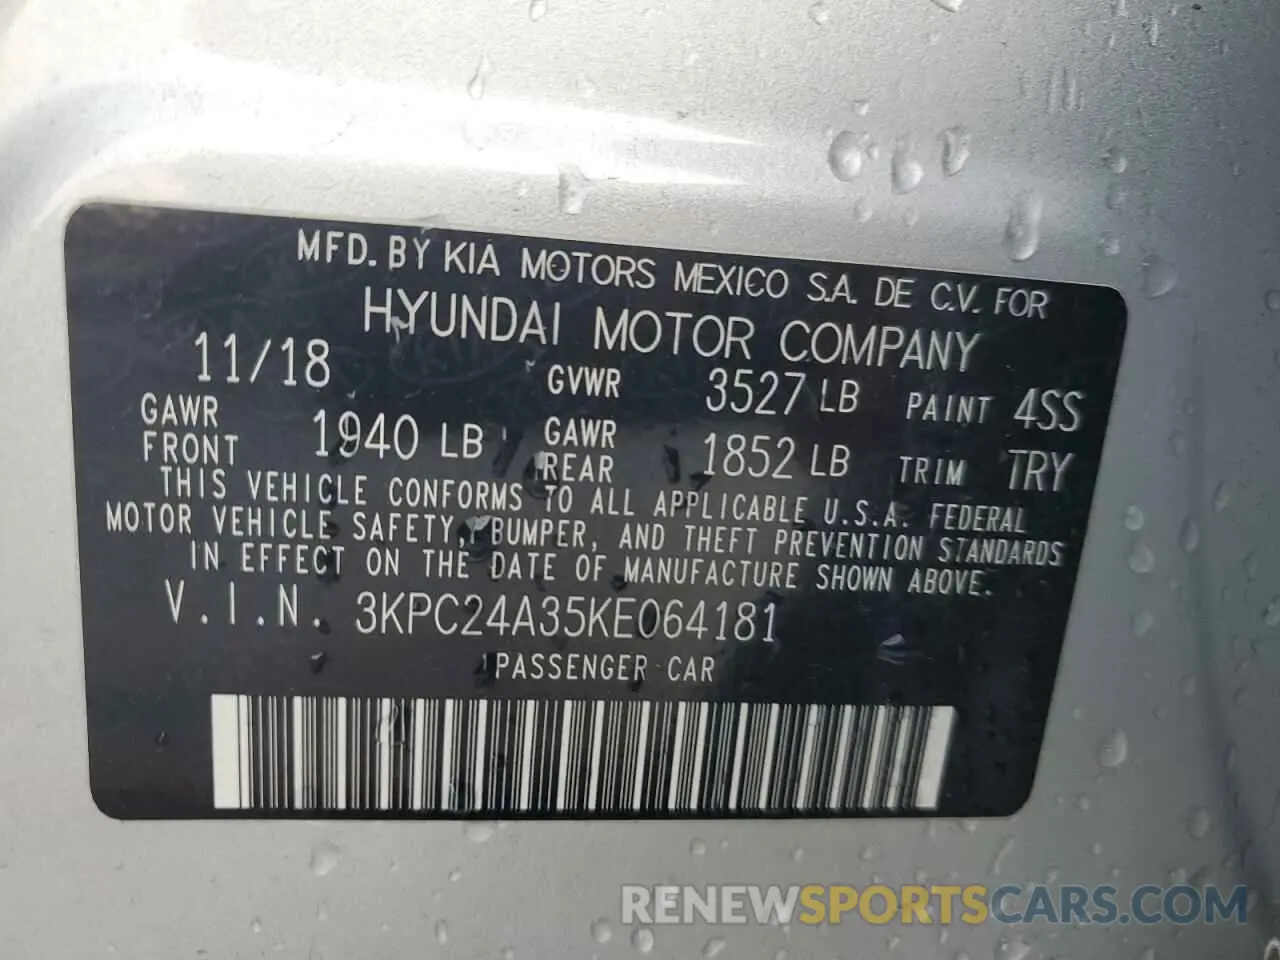 MFD. BY KIA MOTORS MEXICO S.A. DE C.V. FOR
HYUNDAI MOTOR COMPANY
11/18 GVWR 3527 LB PAINT 4SS
GAWR FRONT 1940 LB GAWR REAR 1852 LB TRIM TRY
THIS VEHICLE CONFORMS TO ALL APPLICABLE U.S.A. FEDERAL
MOTOR VEHICLE SAFETY, BUMPER, AND THEFT PREVENTION STANDARDS
IN EFFECT ON THE DATE OF MANUFACTURE SHOWN ABOVE.
V.I.N. 3KPC24A35KE064181
PASSENGER CAR
RENEWSPORTSCARS.COM